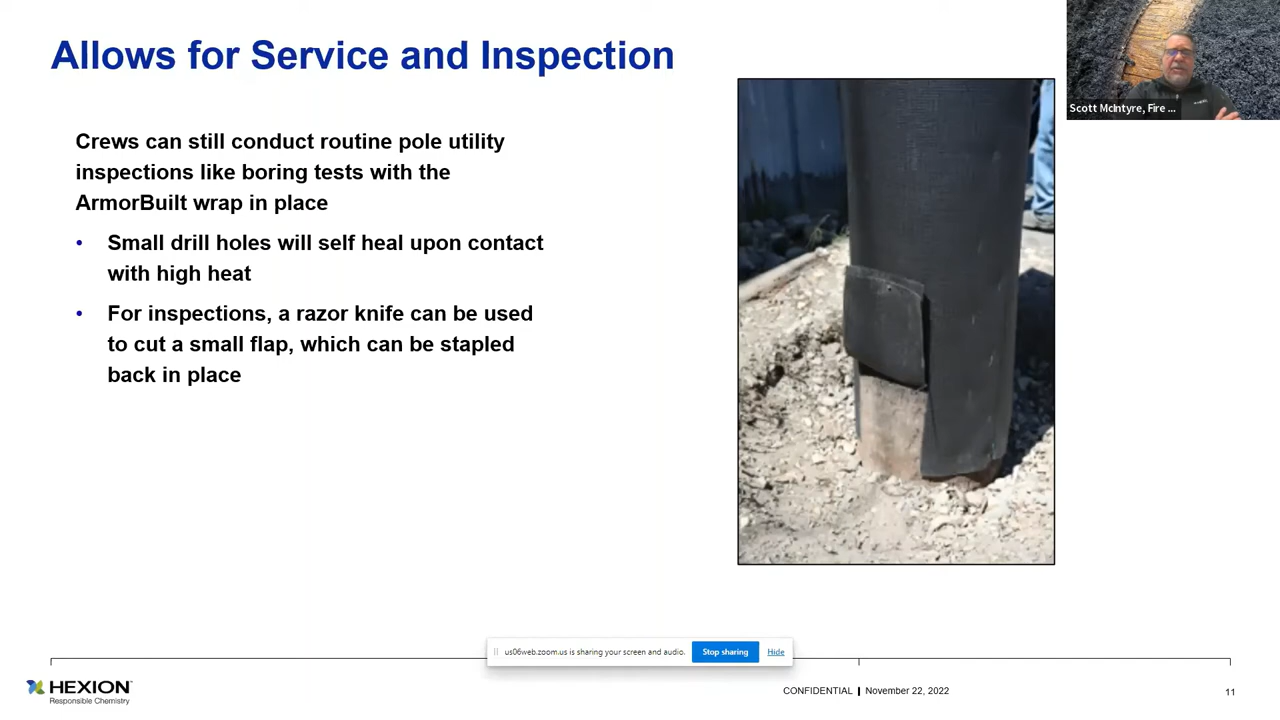 Allows for Service and Inspection
Scott McIntyre, Fire ...
Crews can still conduct routine pole utility
inspections like boring tests with the
ArmorBuilt wrap in place
• Small drill holes will self heal upon contact
with high heat
• For inspections, a razor knife can be used
to cut a small flap, which can be stapled
back in place
us06web.zoom.us is sharing your screen and audio. Stop sharing Hide
HEXION
Responsible Chemistry
CONFIDENTIAL | November 22, 2022
11